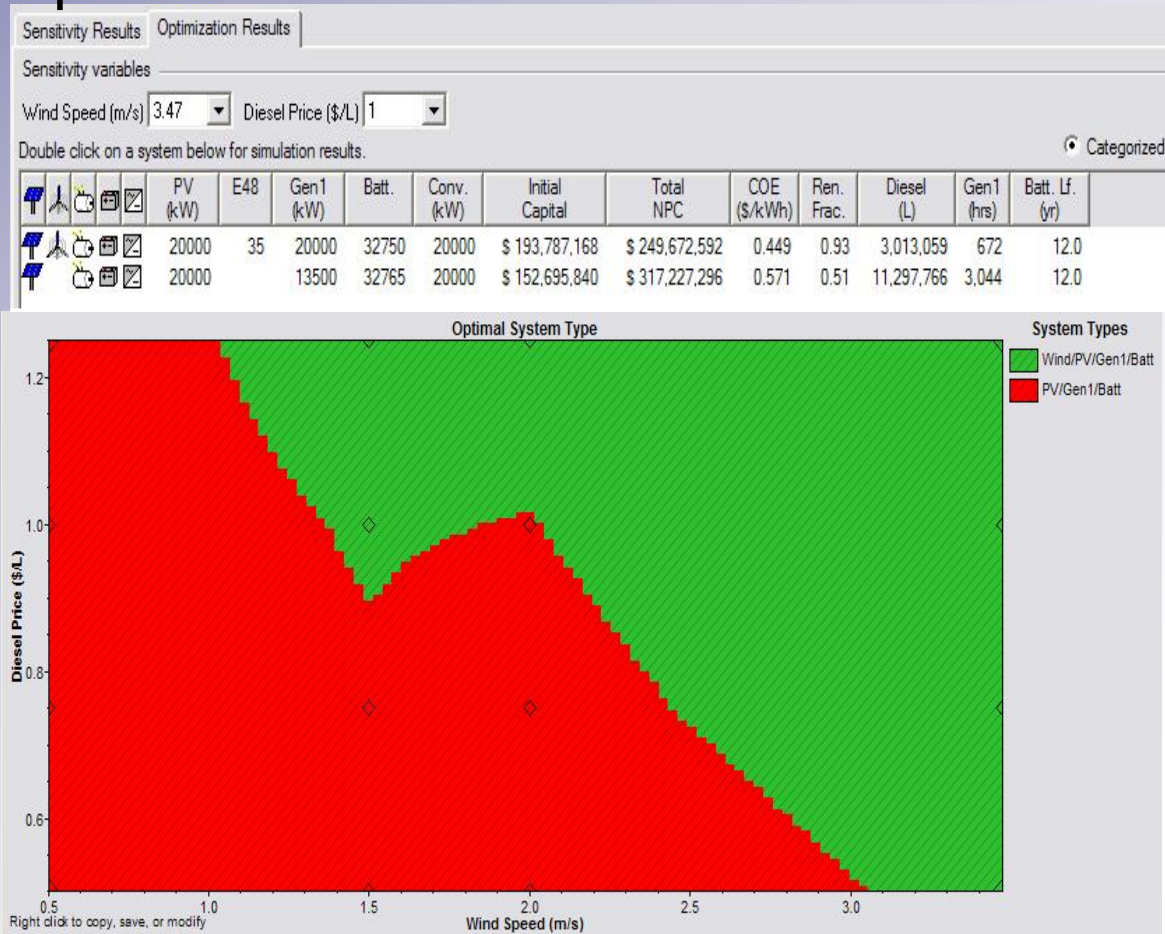 Sensitivity Results Optimization Results
Sensitivity variables
Wind Speed (m/s) 3.47 Diesel Price ($/L) 1
Double click on a system below for simulation results. Categorized
PV (kW) E48 Gen1 (kW) Batt. Conv. (kW) Initial Capital Total NPC COE ($/kWh) Ren. Frac. Diesel (L) Gen1 (hrs) Batt. Lf. (yr)
20000 35 20000 32750 20000 $ 193,787,168 $ 249,672,592 0.449 0.93 3,013,059 672 12.0
20000 13500 32765 20000 $ 152,695,840 $ 317,227,296 0.571 0.51 11,297,766 3,044 12.0
Optimal System Type
System Types
Wind/PV/Gen1/Batt
PV/Gen1/Batt
1.2
1.0
0.8
0.6
Diesel Price ($/L)
0.5 1.0 1.5 2.0 2.5 3.0
Right click to copy, save, or modify
Wind Speed (m/s)